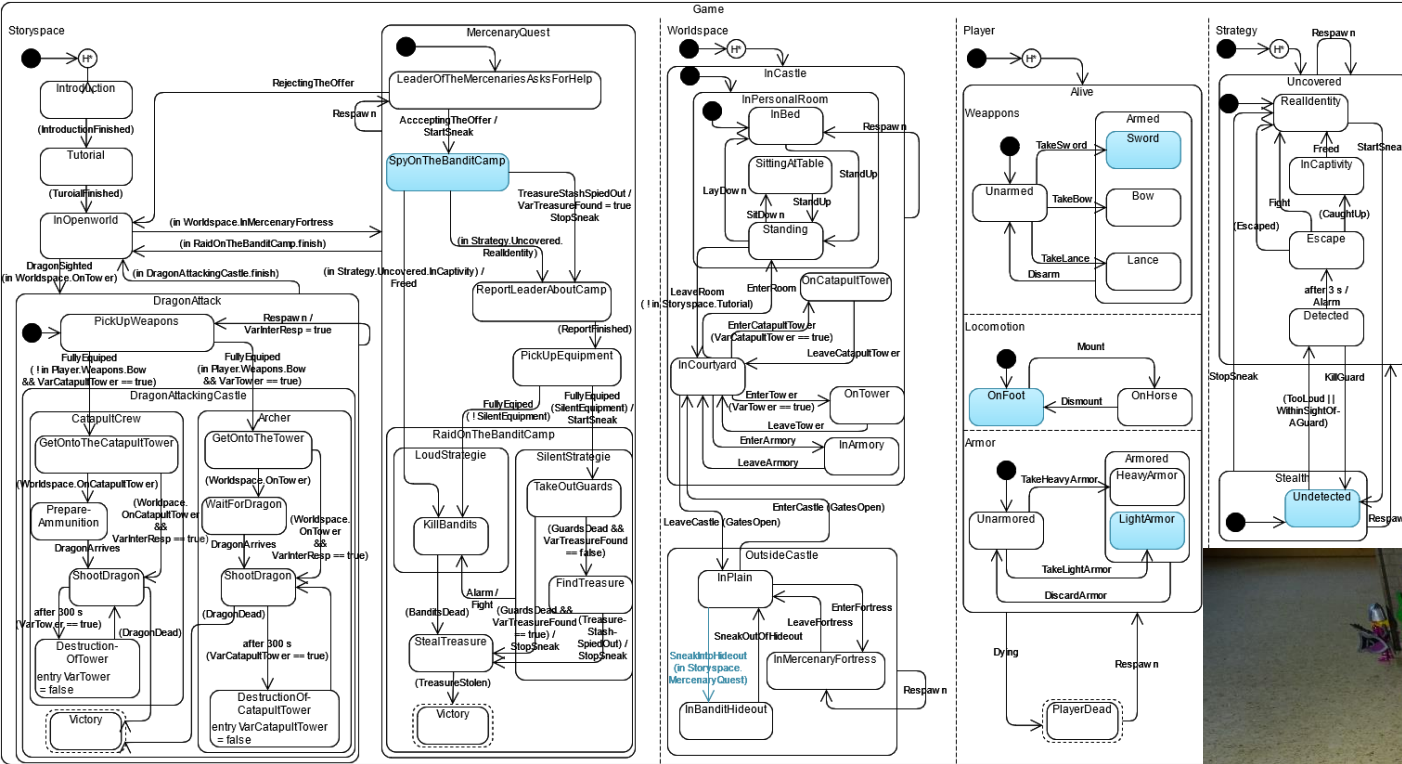 Game
Storyspace
H*
Introduction
(IntroductionFinished)
Tutorial
(TurorialFinished)
InOpenworld
DragonSighted
(in Worldspace.OnTower)
RejectingTheOffer
(in Worldspace.InMercenaryFortress)
(in RaidOnTheBanditCamp.finish)
(in DragonAttackingCastle.finish)
DragonAttack
PickUpWeapons
Respawn /
VarInterResp = true
FullyEquiped
( ! in Player.Weapons.Bow
&& VarCatapultTower == true)
FullyEquiped
(in Player.Weapons.Bow
&& VarTower == true)
DragonAttackingCastle
CatapultCrew
GetOntoTheCatapultTower
(Worldspace.OnCatapultTower)
Prepare-
Ammunition
(Worldspace.
OnCatapultTower
&&
VarInterResp == true)
DragonArrives
ShootDragon
after 300 s
(VarTower == true)
(DragonDead)
Destruction-
OfTower
entry VarTower
= false
Victory
Archer
GetOntoTheTower
(Worldspace.OnTower)
WaitForDragon
(Worldspace.
OnTower
&&
VarInterResp == true)
DragonArrives
ShootDragon
(DragonDead)
after 300 s
(VarCatapultTower == true)
DestructionOf-
CatapultTower
entry VarCatapultTower
= false
MercenaryQuest
LeaderOfTheMercenariesAsksForHelp
Respawn
AccceptingTheOffer /
StartSneak
SpyOnTheBanditCamp
TreasureStashSpiedOut /
VarTreasureFound = true
StopSneak
(in Strategy.Uncovered.
RealIdentity)
(in Strategy.Uncovered.InCaptivity) /
Freed
ReportLeaderAboutCamp
(ReportFinished)
PickUpEquipment
FullyEqiped
( ! SilentEquipment)
FullyEquiped
(SilentEquipment) /
StartSneak
RaidOnTheBanditCamp
LoudStrategie
KillBandits
SilentStrategie
TakeOutGuards
(GuardsDead &&
VarTreasureFound
== false)
FindTreasure
Alarm /
Fight
(BanditsDead)
(GuardsDead &&
VarTreasureFound
== true) /
StopSneak
(Treasure-
Stash-
SpiedOut) /
StopSneak
StealTreasure
(TreasureStolen)
Victory
Worldspace
H*
InCastle
InPersonalRoom
InBed
Respawn
SittingAtTable
StandUp
LayDown
StandUp
SitDown
Standing
LeaveRoom
( ! in.Storyspace.Tutorial)
EnterRoom
OnCatapultTower
EnterCatapultTower
(VarCatapultTower == true)
LeaveCatapultTower
InCourtyard
EnterTower
(VarTower == true)
OnTower
LeaveTower
EnterArmory
InArmory
LeaveArmory
EnterCastle (GatesOpen)
LeaveCastle (GatesOpen)
OutsideCastle
InPlain
EnterFortress
LeaveFortress
SneakOutOfHideout
SneakIntoHideout
(in Storyspace.
MercenaryQuest)
InMercenaryFortress
Respawn
InBanditHideout
Player
H*
Alive
Weappons
Armed
Sword
TakeSword
Unarmed
TakeBow
Bow
TakeLance
Lance
Disarm
Locomotion
Mount
OnFoot
Dismount
OnHorse
Armor
Armored
HeavyArmor
TakeHeavyArmor
Unarmored
LightArmor
TakeLightArmor
DiscardArmor
Dying
Respawn
PlayerDead
Strategy
H*
Respawn
Uncovered
RealIdentity
Freed
StartSneak
InCaptivity
Fight
(CaughtUp)
(Escaped)
Escape
after 3 s /
Alarm
Detected
StopSneak
KillGuard
(TooLoud ||
WithinSightOf-
AGuard)
Stealth
Undetected
Respawn